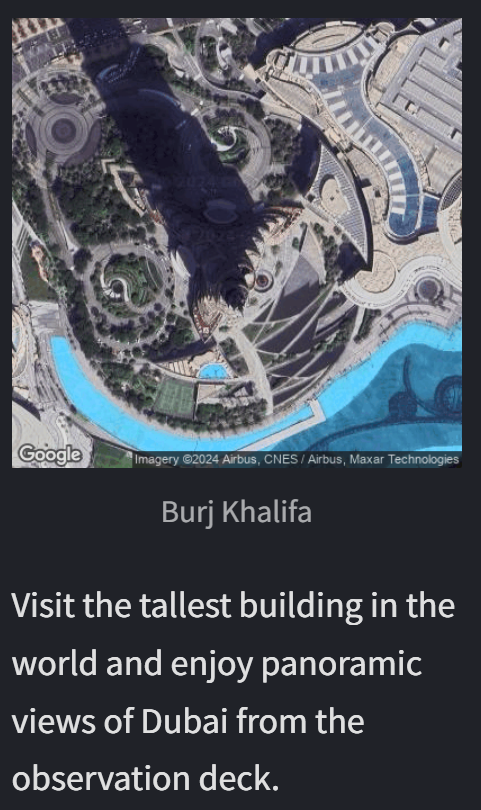 Google
Imagery ©2024 Airbus, CNES / Airbus, Maxar Technologies
Burj Khalifa
Visit the tallest building in the
world and enjoy panoramic
views of Dubai from the
observation deck.